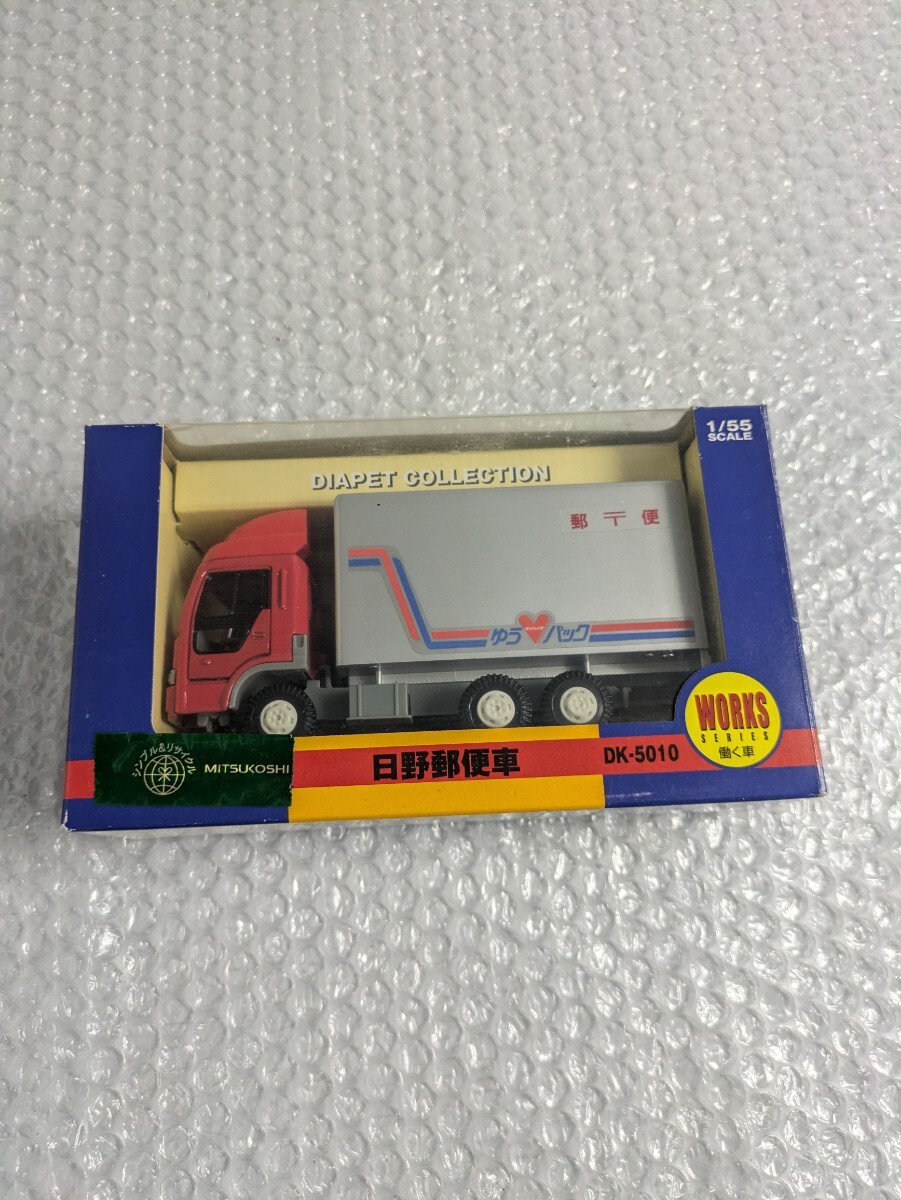 1/55
SCALE
DIAPET COLLECTION
郵 〒 便
ゆう パック
シンプル&リサイクル
MITSUKOSHI
日野郵便車
DK-5010
WORKS
SERIES
働く車